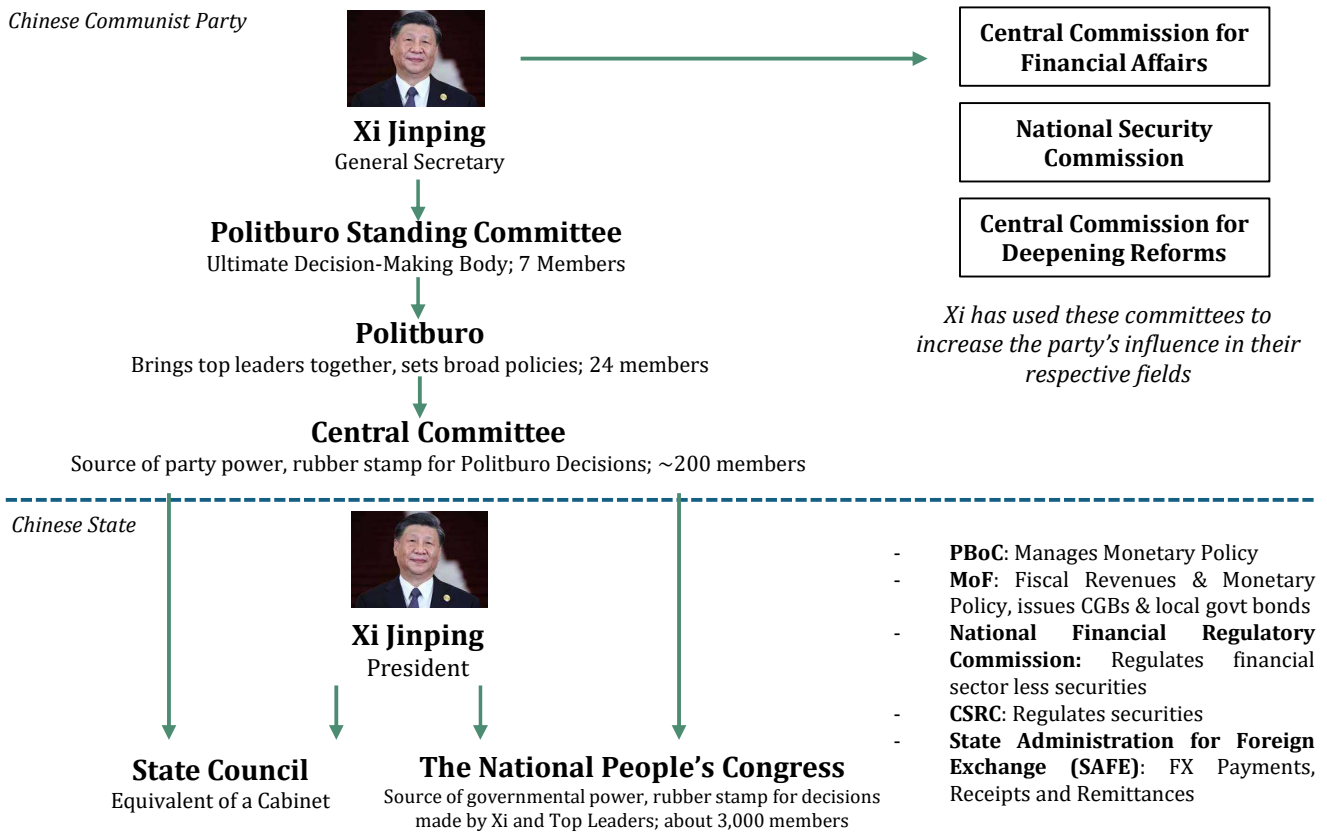 Chinese Communist Party
Xi Jinping
General Secretary
Politburo Standing Committee
Ultimate Decision-Making Body; 7 Members
Politburo
Brings top leaders together, sets broad policies; 24 members
Central Committee
Source of party power, rubber stamp for Politburo Decisions; ~200 members
Central Commission for
Financial Affairs
National Security
Commission
Central Commission for
Deepening Reforms
Xi has used these committees to
increase the party’s influence in their
respective fields
Chinese State
Xi Jinping
President
State Council
Equivalent of a Cabinet
The National People’s Congress
Source of governmental power, rubber stamp for decisions
made by Xi and Top Leaders; about 3,000 members
- PBoC: Manages Monetary Policy
- MoF: Fiscal Revenues & Monetary
Policy, issues CGBs & local govt bonds
- National Financial Regulatory
Commission: Regulates financial
sector less securities
- CSRC: Regulates securities
- State Administration for Foreign
Exchange (SAFE): FX Payments,
Receipts and Remittances